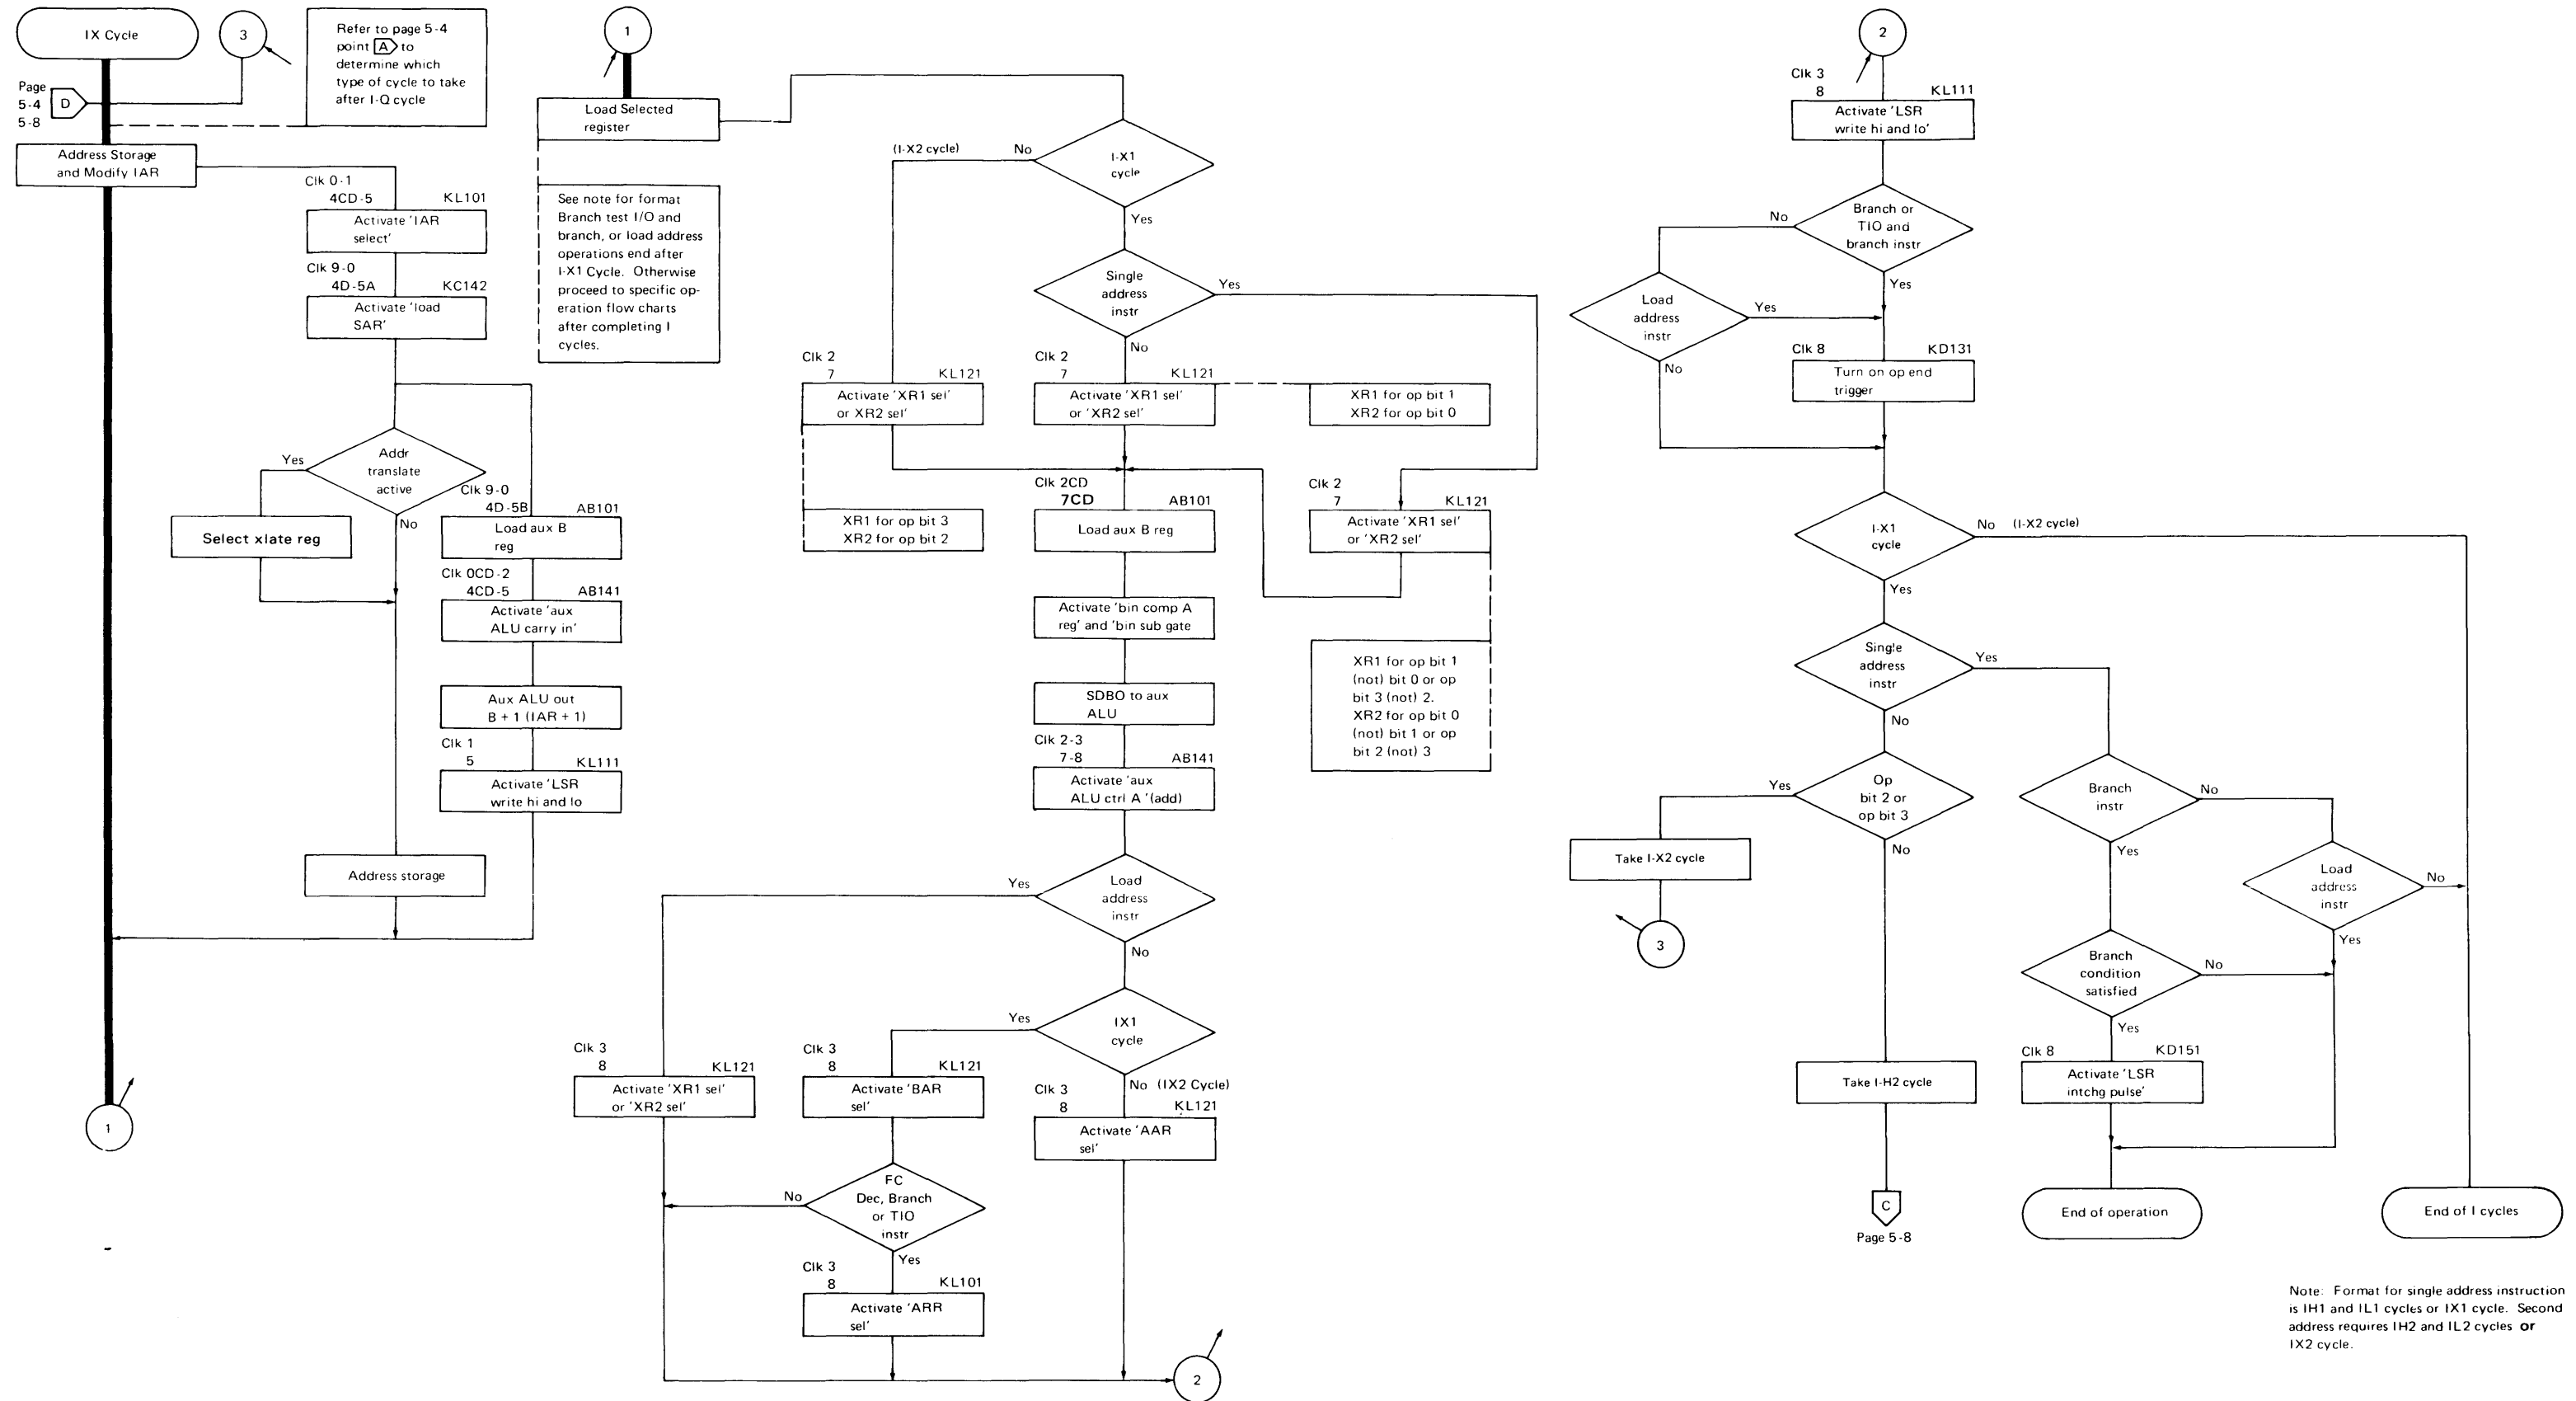 IX Cycle
3
Refer to page 5-4
point A to
determine which
type of cycle to take
after I-Q cycle
Page
5-4
5-8
D
Address Storage
and Modify IAR
Clk 0-1
4CD-5
KL101
Activate 'IAR
select'
Clk 9-0
4D-5A
KC142
Activate 'load
SAR'
Yes
Addr
translate
active
No
Select xlate reg
Clk 9-0
4D-5B
AB101
Load aux B
reg
Clk 0CD-2
4CD-5
AB141
Activate 'aux
ALU carry in'
Aux ALU out
B + 1 (IAR + 1)
Clk 1
5
KL111
Activate 'LSR
write hi and lo
Address storage
1
1
Load Selected
register
See note for format
Branch test I/O and
branch, or load address
operations end after
I-X1 Cycle. Otherwise
proceed to specific op-
eration flow charts
after completing I
cycles.
(I-X2 cycle)
No
I-X1
cycle
Yes
Single
address
instr
Yes
No
Clk 2
7
KL121
Activate 'XR1 sel'
or XR2 sel'
XR1 for op bit 3
XR2 for op bit 2
Clk 2
7
KL121
Activate 'XR1 sel'
or 'XR2 sel'
XR1 for op bit 1
XR2 for op bit 0
Clk 2
7
KL121
Activate 'XR1 sel'
or 'XR2 sel'
XR1 for op bit 1
(not) bit 0 or op
bit 3 (not) 2.
XR2 for op bit 0
(not) bit 1 or op
bit 2 (not) 3
Clk 2CD
7CD
AB101
Load aux B reg
Activate 'bin comp A
reg' and 'bin sub gate
SDBO to aux
ALU
Clk 2-3
7-8
AB141
Activate 'aux
ALU ctrl A '(add)
Yes
Load
address
instr
No
Yes
IX1
cycle
No (IX2 Cycle)
Clk 3
8
KL121
Activate 'XR1 sel'
or 'XR2 sel'
Clk 3
8
KL121
Activate 'BAR
sel'
Clk 3
8
KL121
Activate 'AAR
sel'
No
FC
Dec, Branch
or TIO
instr
Yes
Clk 3
8
KL101
Activate 'ARR
sel'
2
2
Clk 3
8
KL111
Activate 'LSR
write hi and lo'
No
Branch or
TIO and
branch instr
Yes
Load
address
instr
Yes
No
Clk 8
KD131
Turn on op end
trigger
I-X1
cycle
No (I-X2 cycle)
Yes
Single
address
instr
Yes
No
Yes
Op
bit 2 or
op bit 3
No
Take I-X2 cycle
3
Take I-H2 cycle
C
Page 5-8
Branch
instr
No
Yes
Load
address
instr
No
Yes
Branch
condition
satisfied
No
Yes
Clk 8
KD151
Activate 'LSR
intchg pulse'
End of operation
End of I cycles
Note: Format for single address instruction
is IH1 and IL1 cycles or IX1 cycle. Second
address requires IH2 and IL2 cycles or
IX2 cycle.